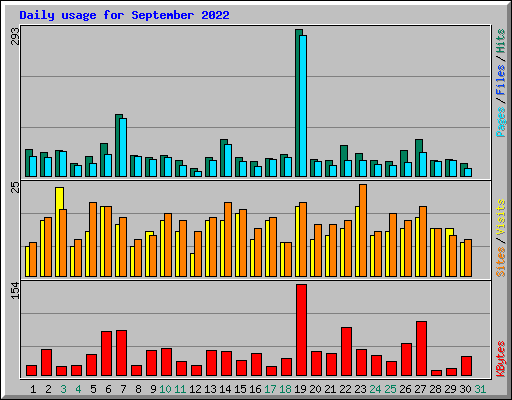 Daily usage for September 2022
293
Pages / Files / Hits
25
Sites / Visits
154
KBytes
1 2 3 4 5 6 7 8 9 10 11 12 13 14 15 16 17 18 19 20 21 22 23 24 25 26 27 28 29 30 31